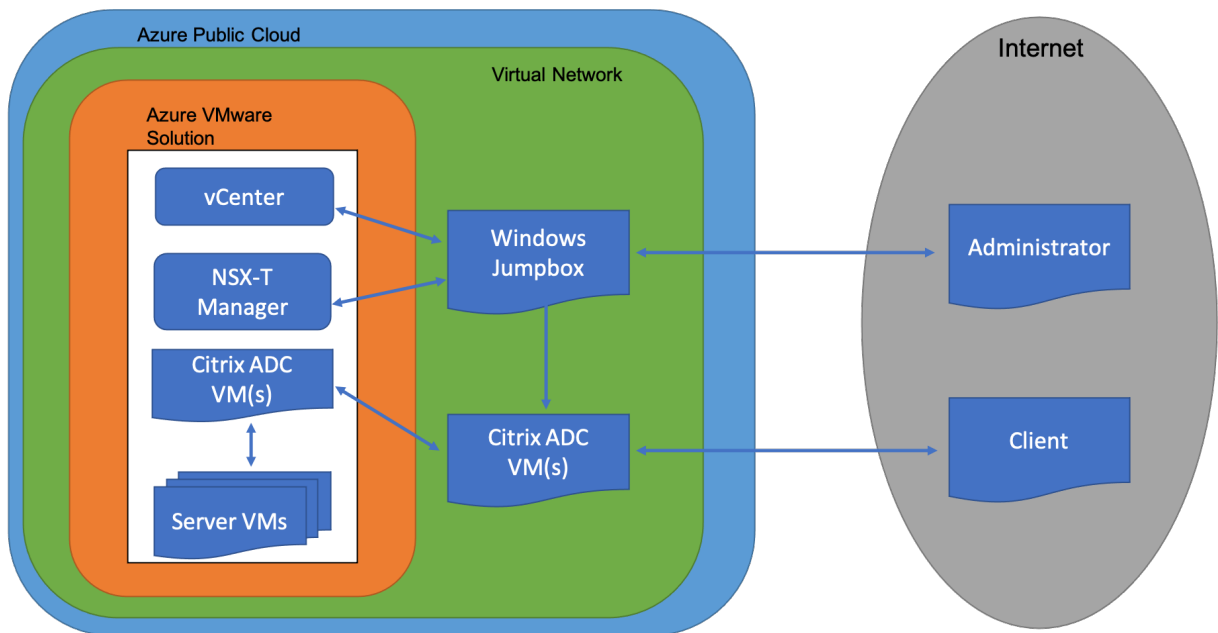 Azure Public Cloud
Virtual Network
Azure VMware
Solution
vCenter
NSX-T
Manager
Citrix ADC
VM(s)
Server VMs
Windows
Jumpbox
Citrix ADC
VM(s)
Internet
Administrator
Client